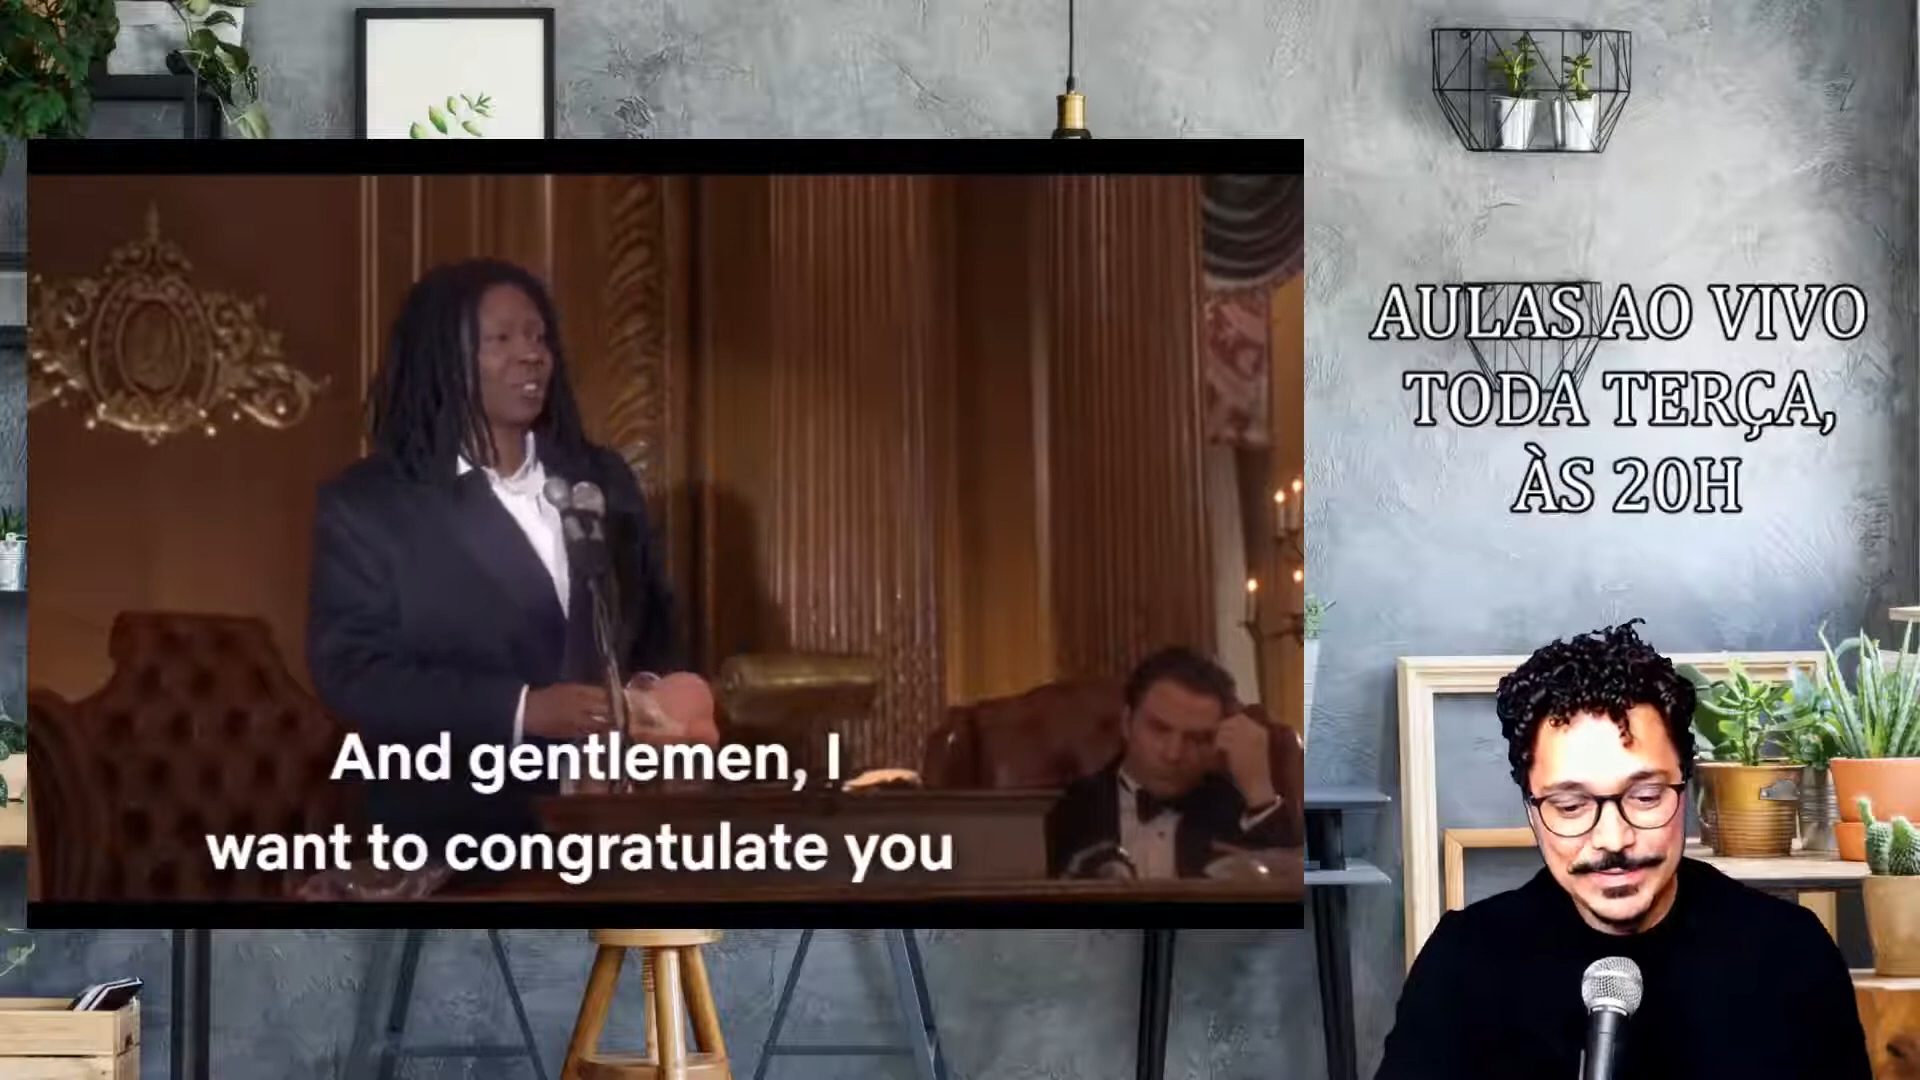 And gentlemen, I
want to congratulate you
AULAS AO VIVO
TODA TERÇA,
ÀS 20H